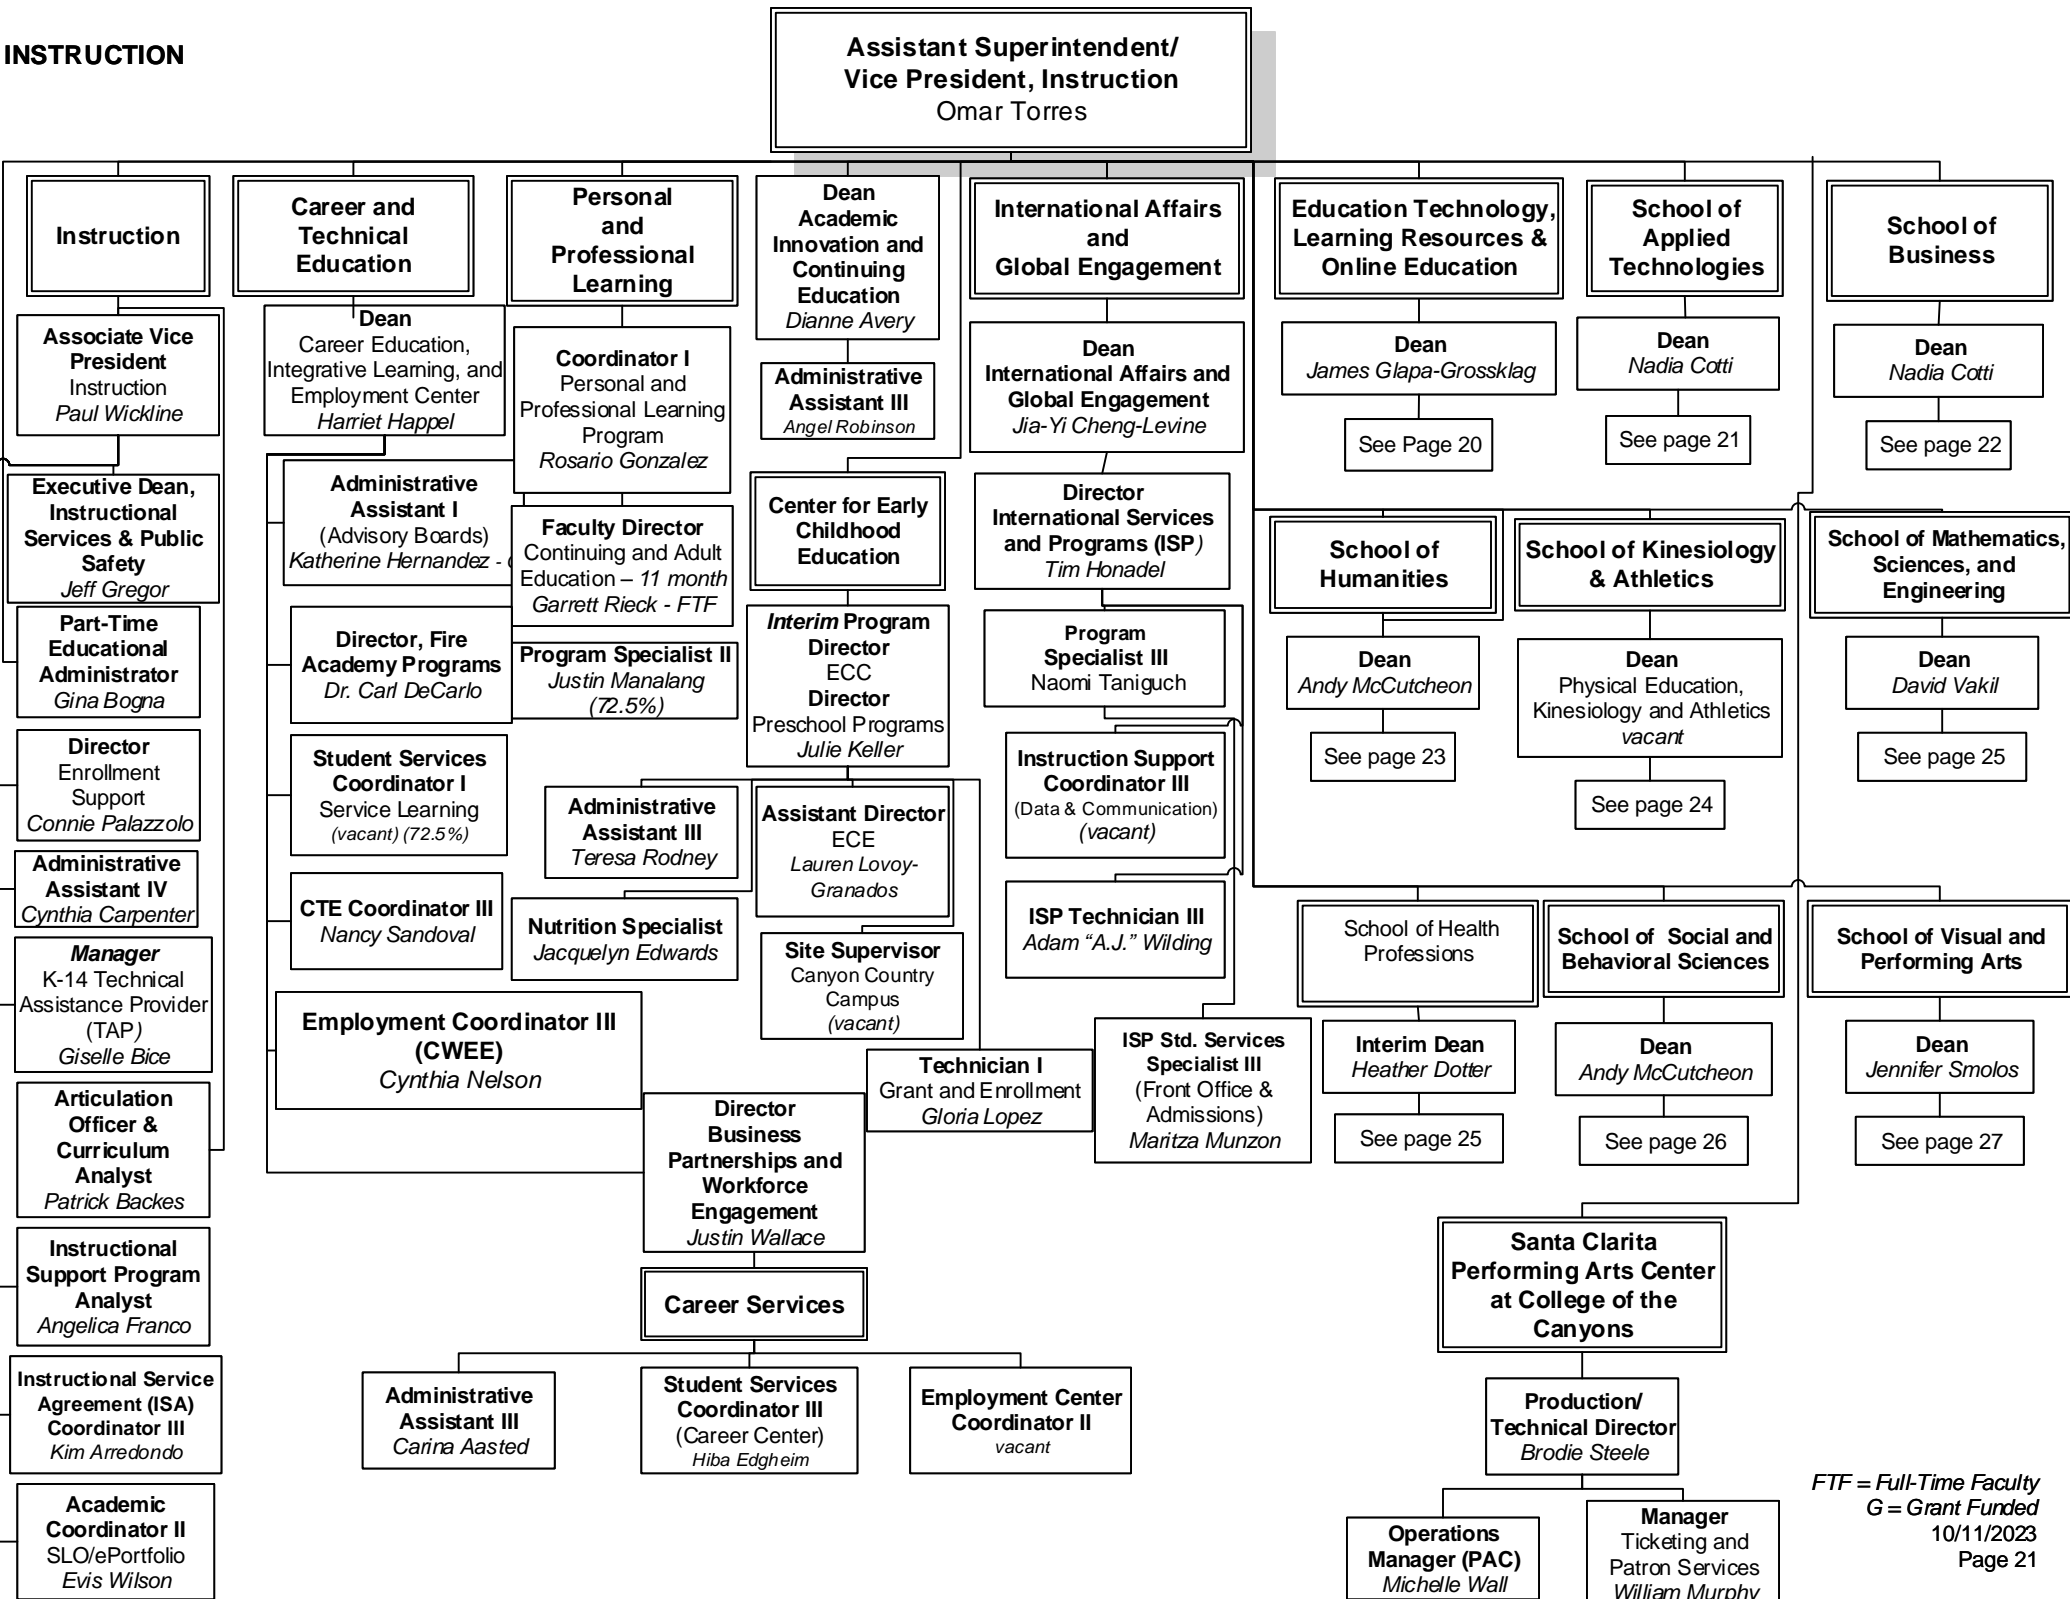 INSTRUCTION
Assistant Superintendent/
Vice President, Instruction
Omar Torres
Instruction
Associate Vice
President
Instruction
Paul Wickline
Executive Dean,
Instructional
Services & Public
Safety
Jeff Gregor
Part-Time
Educational
Administrator
Gina Bogna
Director
Enrollment
Support
Connie Palazzolo
Administrative
Assistant IV
Cynthia Carpenter
Manager
K-14 Technical
Assistance Provider
(TAP)
Giselle Bice
Articulation
Officer &
Curriculum
Analyst
Patrick Backes
Instructional
Support Program
Analyst
Angelica Franco
Instructional Service
Agreement (ISA)
Coordinator III
Kim Arredondo
Academic
Coordinator II
SLO/ePortfolio
Evis Wilson
Career and
Technical
Education
Dean
Career Education,
Integrative Learning, and
Employment Center
Harriet Happel
Administrative
Assistant I
(Advisory Boards)
Katherine Hernandez -
Director, Fire
Academy Programs
Dr. Carl DeCarlo
Student Services
Coordinator I
Service Learning
(vacant) (72.5%)
CTE Coordinator III
Nancy Sandoval
Employment Coordinator III
(CWEE)
Cynthia Nelson
Director
Business
Partnerships and
Workforce
Engagement
Justin Wallace
Career Services
Administrative
Assistant III
Carina Aasted
Student Services
Coordinator III
(Career Center)
Hiba Edgheim
Employment Center
Coordinator II
vacant
Personal
and
Professional
Learning
Coordinator I
Personal and
Professional Learning
Program
Rosario Gonzalez
Faculty Director
Continuing and Adult
Education – 11 month
Garrett Rieck - FTF
Program Specialist II
Justin Manalang
(72.5%)
Dean
Academic
Innovation and
Continuing
Education
Dianne Avery
Administrative
Assistant III
Angel Robinson
Center for Early
Childhood
Education
Interim Program
Director
ECC
Director
Preschool Programs
Julie Keller
Administrative
Assistant III
Teresa Rodney
Nutrition Specialist
Jacquelyn Edwards
Assistant Director
ECE
Lauren Lovoy-
Granados
Site Supervisor
Canyon Country
Campus
(vacant)
Technician I
Grant and Enrollment
Gloria Lopez
International Affairs
and
Global Engagement
Dean
International Affairs and
Global Engagement
Jia-Yi Cheng-Levine
Director
International Services
and Programs (ISP)
Tim Honadel
Program
Specialist III
Naomi Taniguch
Instruction Support
Coordinator III
(Data & Communication)
(vacant)
ISP Technician III
Adam “A.J.” Wilding
ISP Std. Services
Specialist III
(Front Office &
Admissions)
Maritza Munzon
Education Technology,
Learning Resources &
Online Education
Dean
James Glapa-Grossklag
See Page 20
School of
Applied
Technologies
Dean
Nadia Cotti
See page 21
School of
Business
Dean
Nadia Cotti
See page 22
School of
Humanities
Dean
Andy McCutcheon
See page 23
School of Kinesiology
& Athletics
Dean
Physical Education,
Kinesiology and Athletics
vacant
See page 24
School of Mathematics,
Sciences, and
Engineering
Dean
David Vakil
See page 25
School of Health
Professions
Interim Dean
Heather Dotter
See page 25
School of Social and
Behavioral Sciences
Dean
Andy McCutcheon
See page 26
School of Visual and
Performing Arts
Dean
Jennifer Smolos
See page 27
Santa Clarita
Performing Arts Center
at College of the
Canyons
Production/
Technical Director
Brodie Steele
Operations
Manager (PAC)
Michelle Wall
Manager
Ticketing and
Patron Services
William Murphy
FTF = Full-Time Faculty
G = Grant Funded
10/11/2023
Page 21